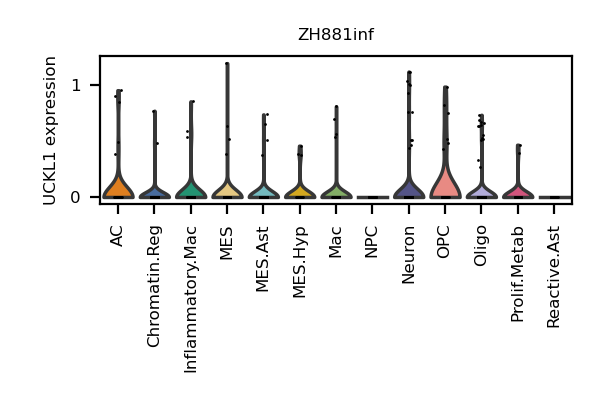 ZH881inf
UCKL1 expression
1
0
AC
Chromatin.Reg
Inflammatory.Mac
MES
MES.Ast
MES.Hyp
Mac
NPC
Neuron
OPC
Oligo
Prolif.Metab
Reactive.Ast